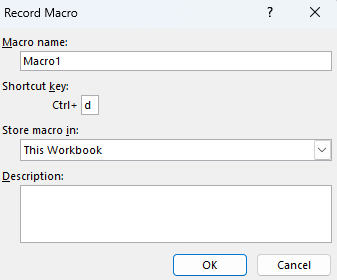 Record Macro
Macro name:
Macro1
Shortcut key:
Ctrl+ d
Store macro in:
This Workbook
Description:
OK Cancel